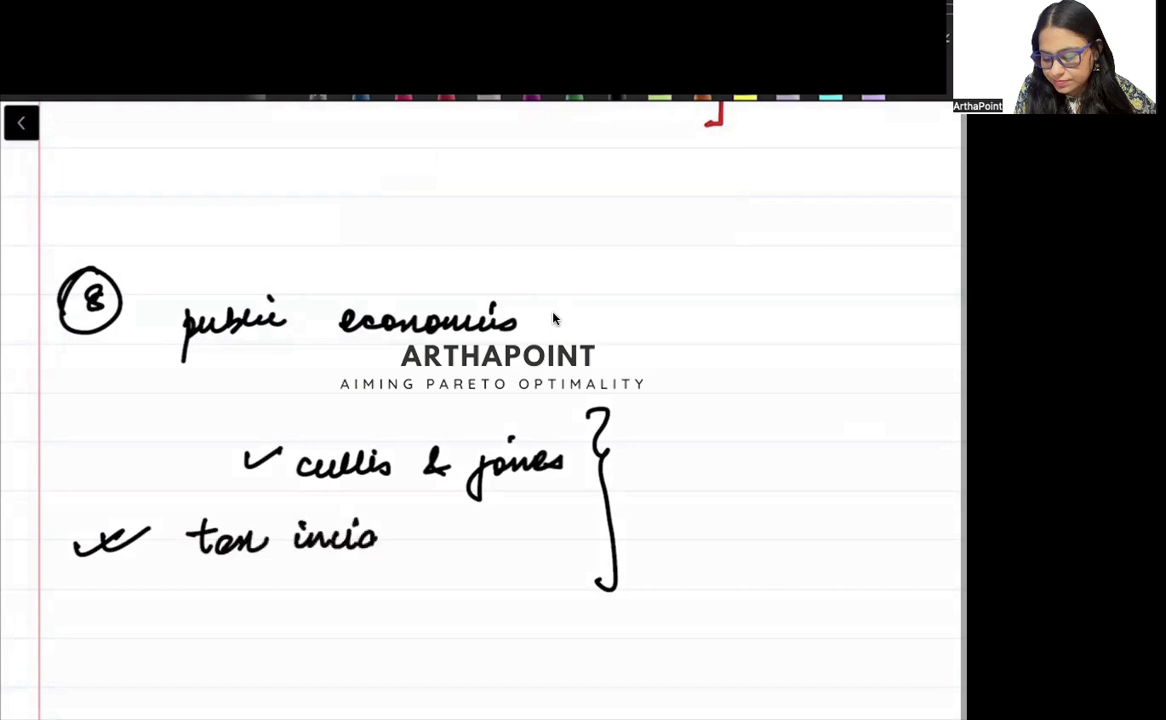 ArthaPoint
8 public economics
ARTHAPOINT
AIMING PARETO OPTIMALITY
cullis & jones
tax incid